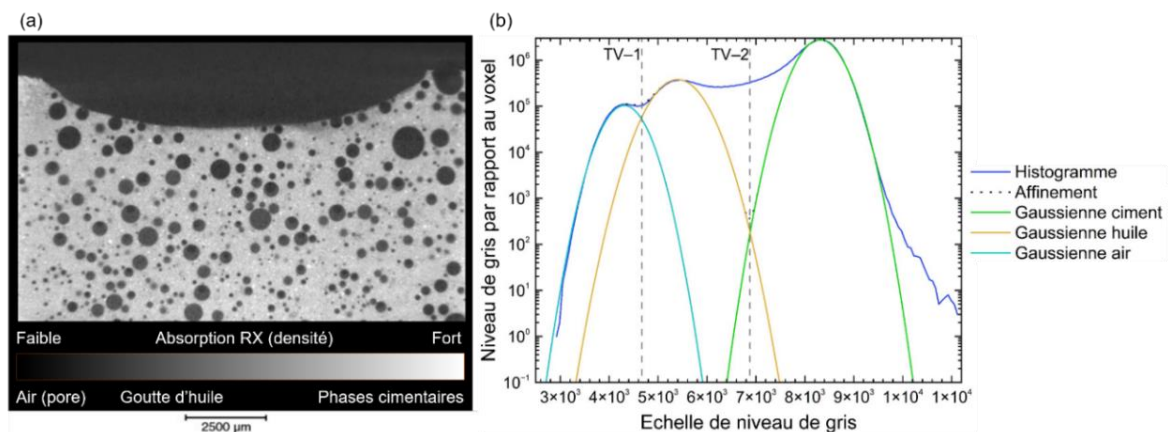 (a)
Faible Absorption RX (densité) Fort
Air (pore) Goutte d'huile Phases cimentaires
2500 µm
(b)
TV–1 TV–2
Niveau de gris par rapport au voxel
10⁶
10⁵
10⁴
10³
10²
10¹
10⁰
10⁻¹
3×10³ 4×10³ 5×10³ 6×10³ 7×10³ 8×10³ 9×10³ 1×10⁴ 1×10⁴
Echelle de niveau de gris
Histogramme
Affinement
Gaussienne ciment
Gaussienne huile
Gaussienne air